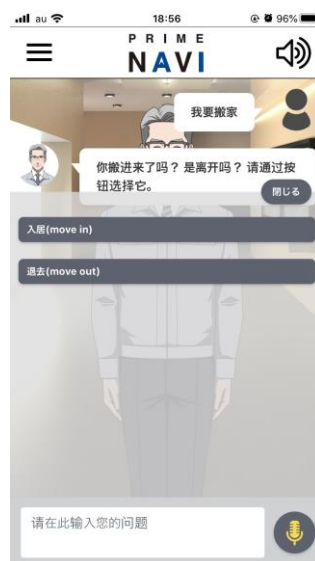 au 18:56 96%
PRIME
NAVI
我要搬家
你搬进来了吗？是离开吗？请通过按
钮选择它。
閉じる
入居(move in)
退去(move out)
请在此输入您的问题